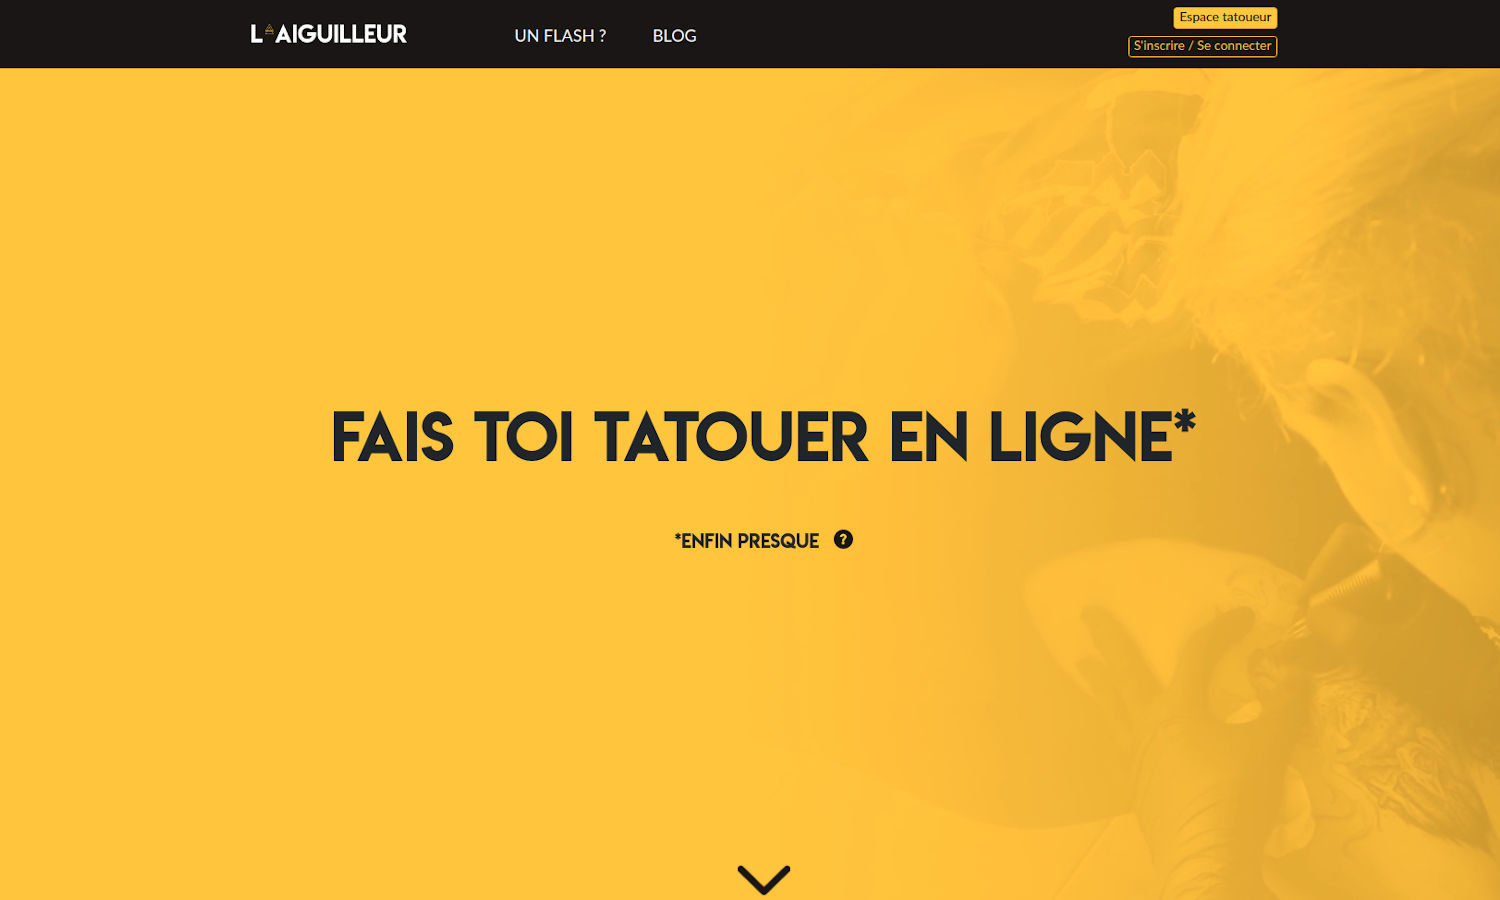 L'AIGUILLEUR
UN FLASH ?
BLOG
Espace tatoueur
S'inscrire / Se connecter
FAIS TOI TATOUER EN LIGNE*
*ENFIN PRESQUE ?